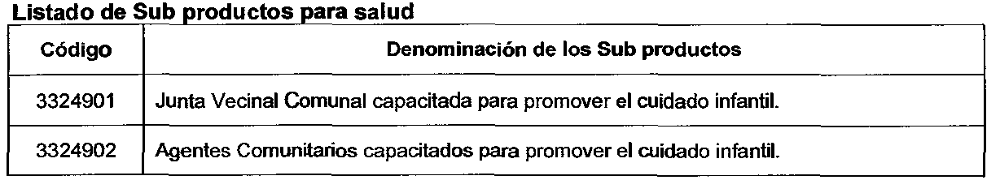 Listado de Sub productos para salud
Código Denominación de los Sub productos
3324901 Junta Vecinal Comunal capacitada para promover el cuidado infantil.
3324902 Agentes Comunitarios capacitados para promover el cuidado infantil.